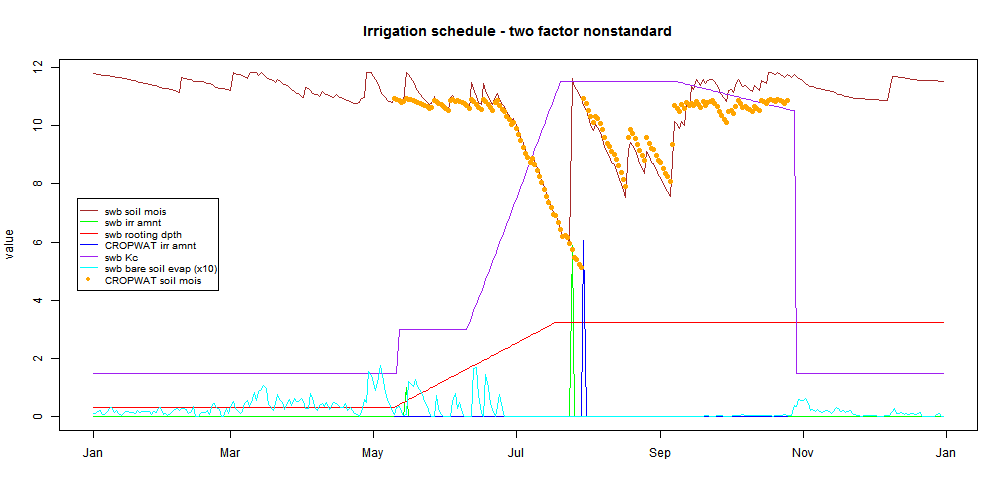 Irrigation schedule - two factor nonstandard
12
10
8
6
4
2
0
value
swb soil mois
swb irr amnt
swb rooting dpth
CROPWAT irr amnt
swb Kc
swb bare soil evap (x10)
CROPWAT soil mois
Jan Mar May Jul Sep Nov Jan